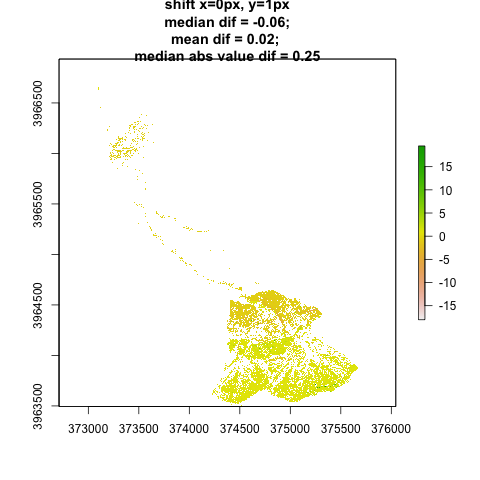 shift x=0px, y=1px
median dif = -0.06;
mean dif = 0.02;
median abs value dif = 0.25
3966500
3965500
3964500
3963500
15
10
5
0
-5
-10
-15
373000 373500 374000 374500 375000 375500 376000